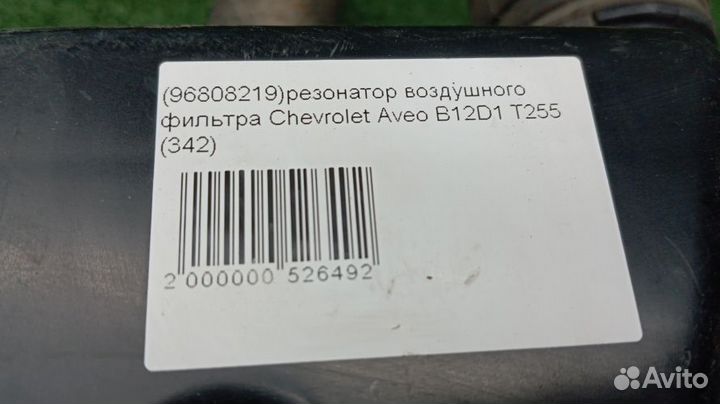 (96808219)резонатор воздушного
фильтра Chevrolet Aveo B12D1 T255
(342)
2 000000 526492
Avito